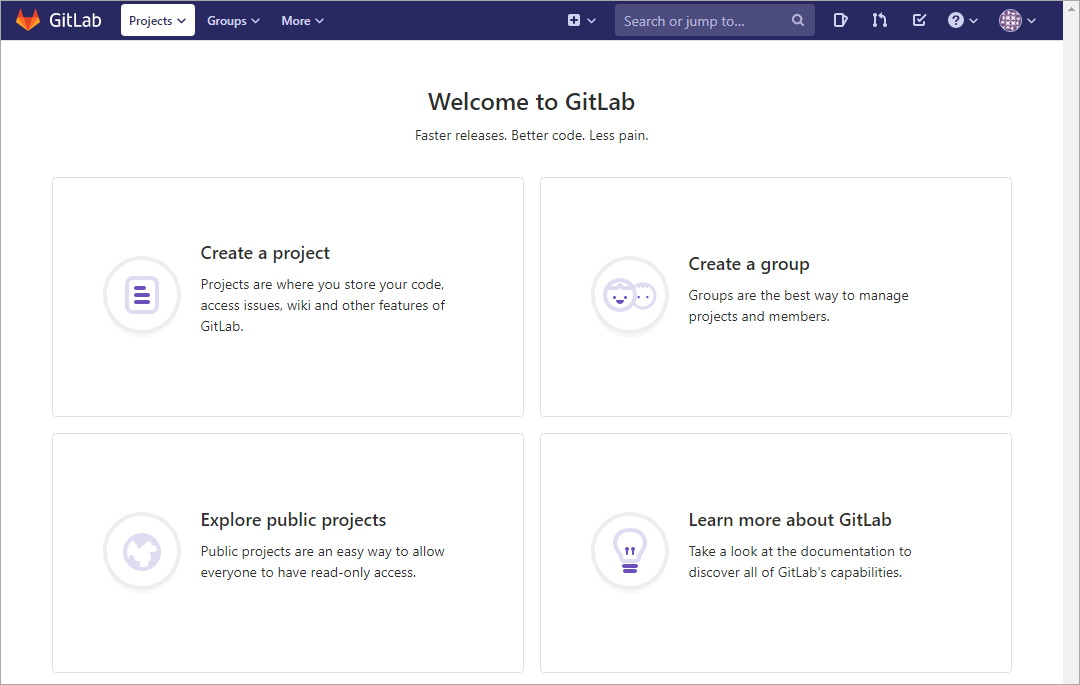 GitLab Projects Groups More Search or jump to...
Welcome to GitLab
Faster releases. Better code. Less pain.
Create a project
Projects are where you store your code,
access issues, wiki and other features of
GitLab.
Create a group
Groups are the best way to manage
projects and members.
Explore public projects
Public projects are an easy way to allow
everyone to have read-only access.
Learn more about GitLab
Take a look at the documentation to
discover all of GitLab's capabilities.